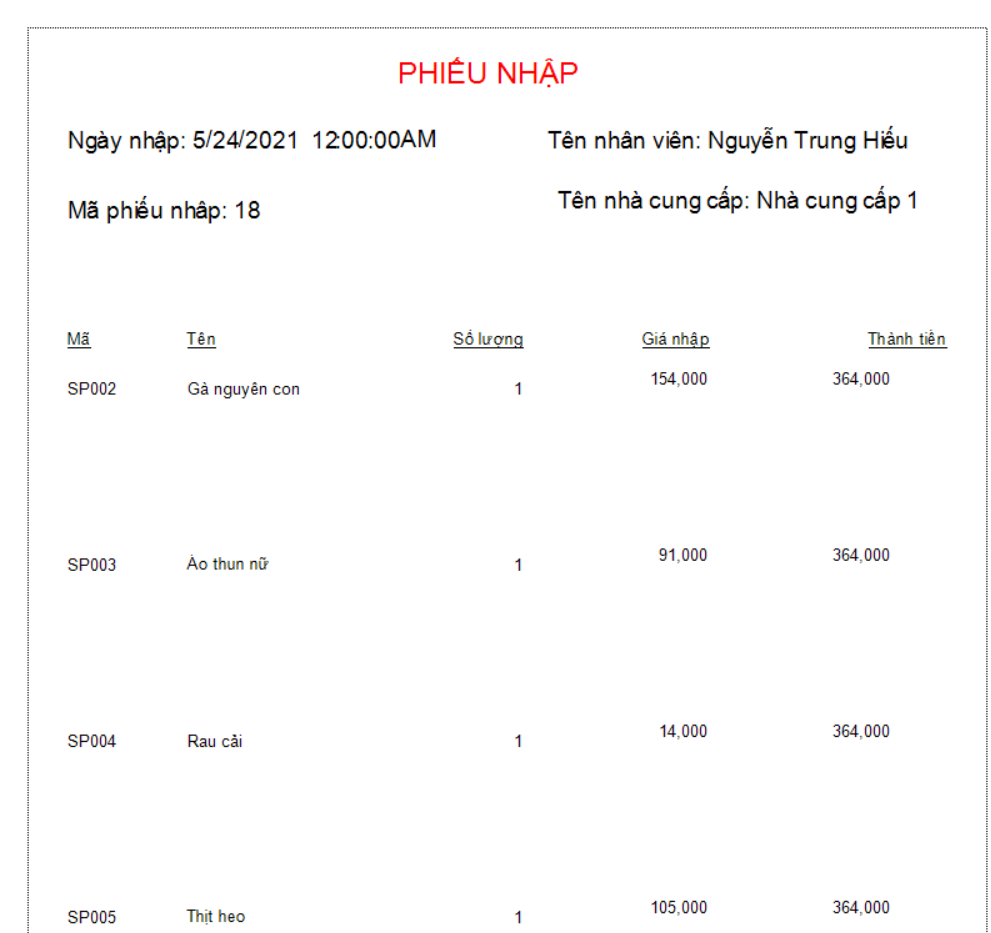 PHIẾU NHẬP
Ngày nhập: 5/24/2021 12:00:00AM Tên nhân viên: Nguyễn Trung Hiếu
Mã phiếu nhâp: 18 Tên nhà cung cấp: Nhà cung cấp 1
Mã Tên Số lượng Giá nhập Thành tiền
SP002 Gà nguyên con 1 154,000 364,000
SP003 Áo thun nữ 1 91,000 364,000
SP004 Rau cải 1 14,000 364,000
SP005 Thịt heo 1 105,000 364,000